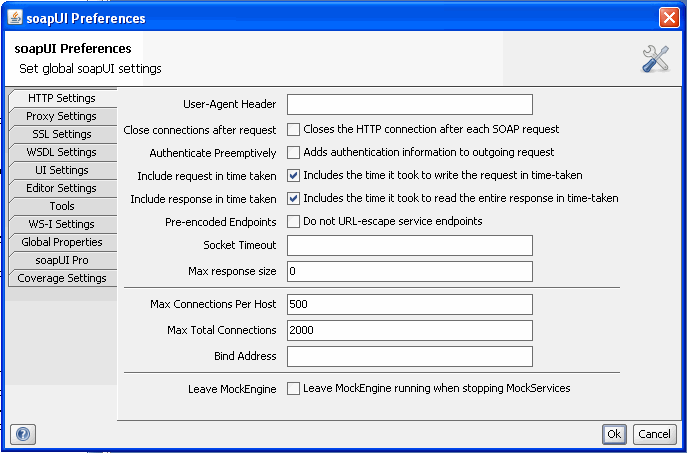 soapUI Preferences
soapUI Preferences
Set global soapUI settings
HTTP Settings
Proxy Settings
SSL Settings
WSDL Settings
UI Settings
Editor Settings
Tools
WS-I Settings
Global Properties
soapUI Pro
Coverage Settings
User-Agent Header
Close connections after request Closes the HTTP connection after each SOAP request
Authenticate Preemptively Adds authentication information to outgoing request
Include request in time taken Includes the time it took to write the request in time-taken
Include response in time taken Includes the time it took to read the entire response in time-taken
Pre-encoded Endpoints Do not URL-escape service endpoints
Socket Timeout
Max response size 0
Max Connections Per Host 500
Max Total Connections 2000
Bind Address
Leave MockEngine Leave MockEngine running when stopping MockServices
? Ok Cancel